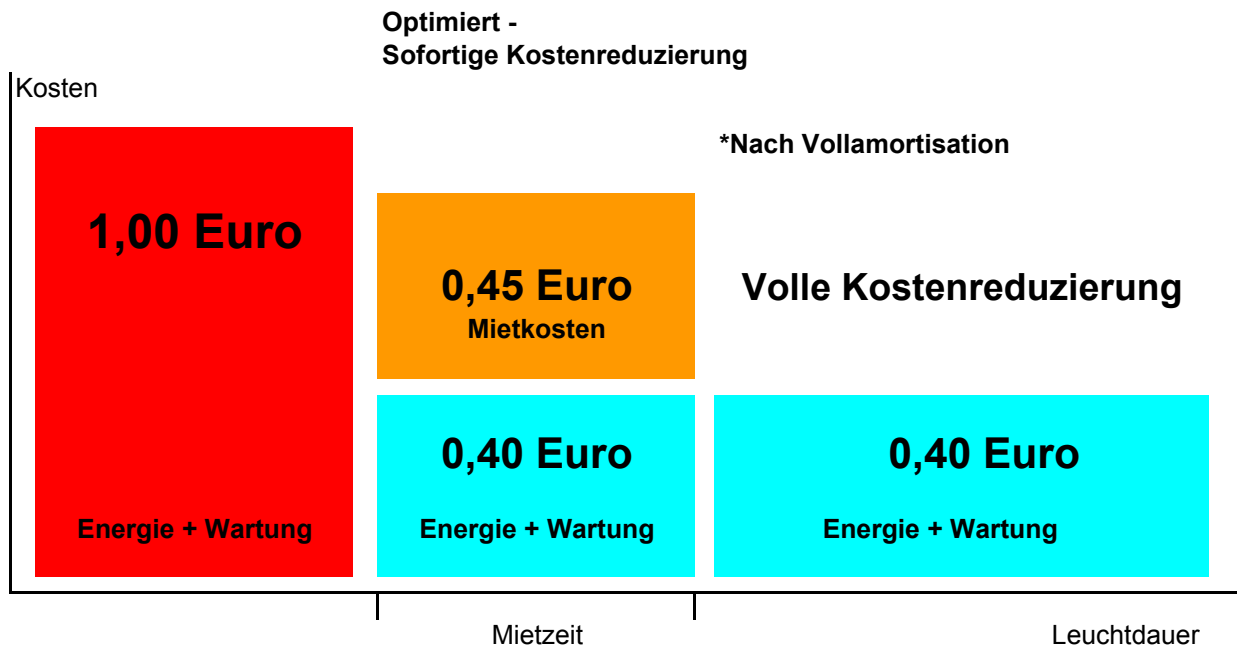 Optimiert -
Sofortige Kostenreduzierung
Kosten
*Nach Vollamortisation
1,00 Euro
0,45 Euro
Mietkosten
Volle Kostenreduzierung
0,40 Euro
0,40 Euro
Energie + Wartung
Energie + Wartung
Energie + Wartung
Mietzeit
Leuchtdauer